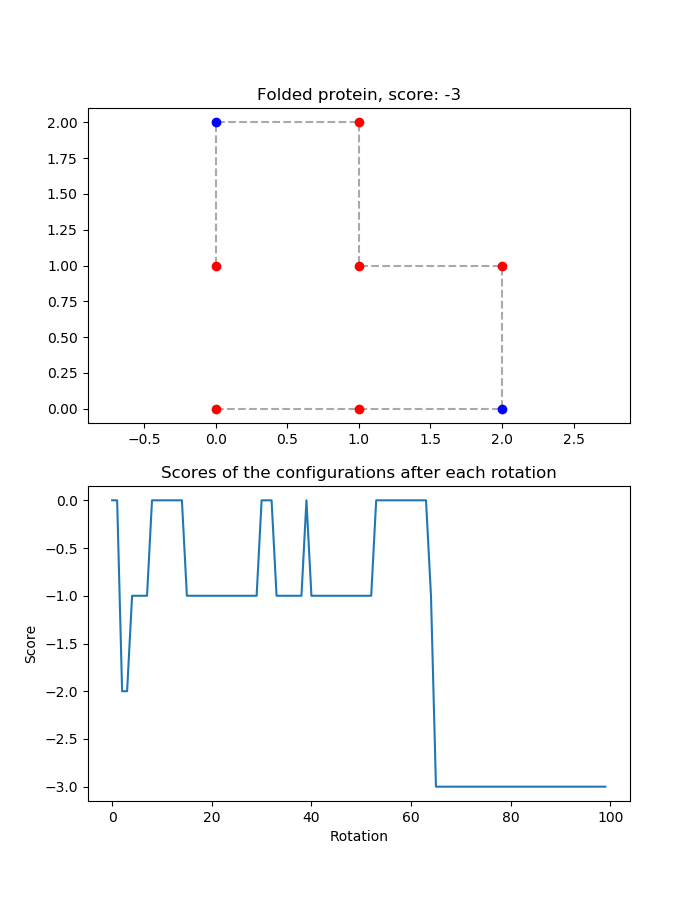 Folded protein, score: -3
2.00
1.75
1.50
1.25
1.00
0.75
0.50
0.25
0.00
−0.5 0.0 0.5 1.0 1.5 2.0 2.5
Scores of the configurations after each rotation
0.0
−0.5
−1.0
−1.5
−2.0
−2.5
−3.0
Score
0 20 40 60 80 100
Rotation